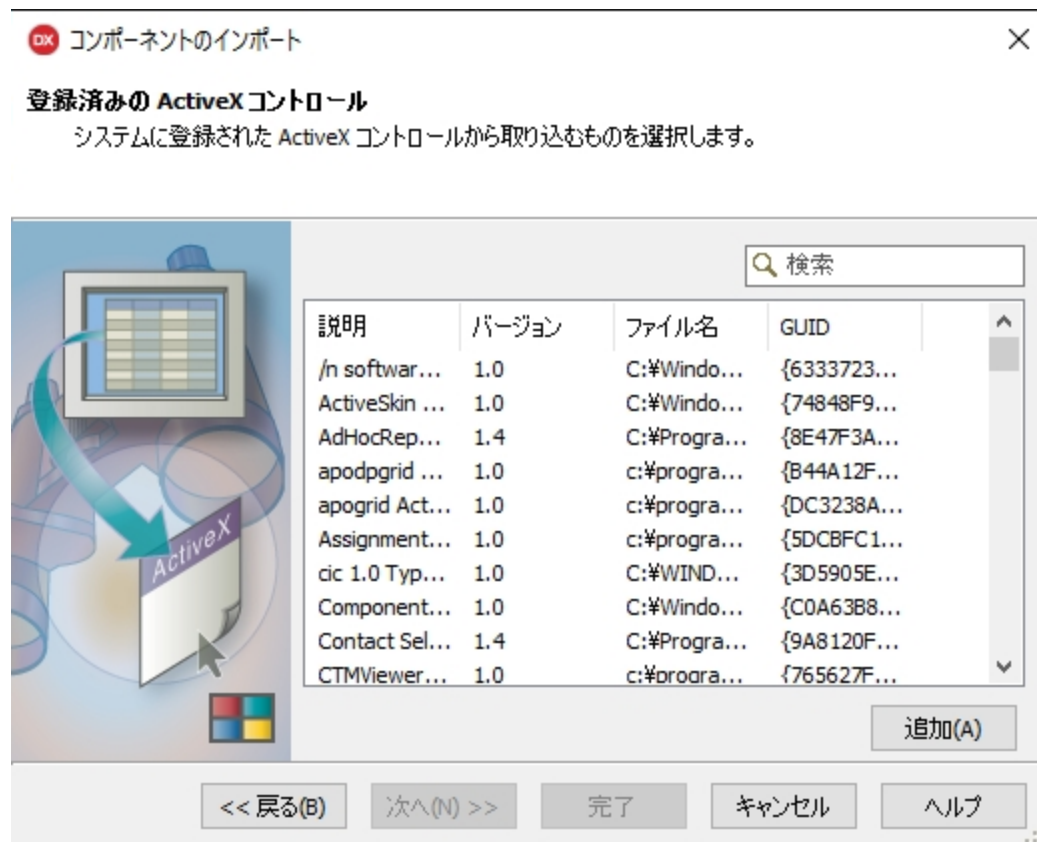 DX コンポーネントのインポート
登録済みの ActiveX コントロール
システムに登録された ActiveX コントロールから取り込むものを選択します。
検索
説明 バージョン ファイル名 GUID
/n softwar... 1.0 C:¥Windo... {6333723...
ActiveSkin ... 1.0 C:¥Windo... {74848F9...
AdHocRep... 1.4 C:¥Progra... {8E47F3A...
apodpgrid ... 1.0 c:¥progra... {B44A12F...
apogrid Act... 1.0 c:¥progra... {DC3238A...
Assignment... 1.0 c:¥progra... {5DCBFC1...
cic 1.0 Typ... 1.0 C:¥WIND... {3D5905E...
Component... 1.0 C:¥Windo... {C0A63B8...
Contact Sel... 1.4 C:¥Progra... {9A8120F...
CTMViewer... 1.0 c:¥progra... {765627F...
ActiveX
追加(A)
<< 戻る(B) 次へ(N) >> 完了 キャンセル ヘルプ